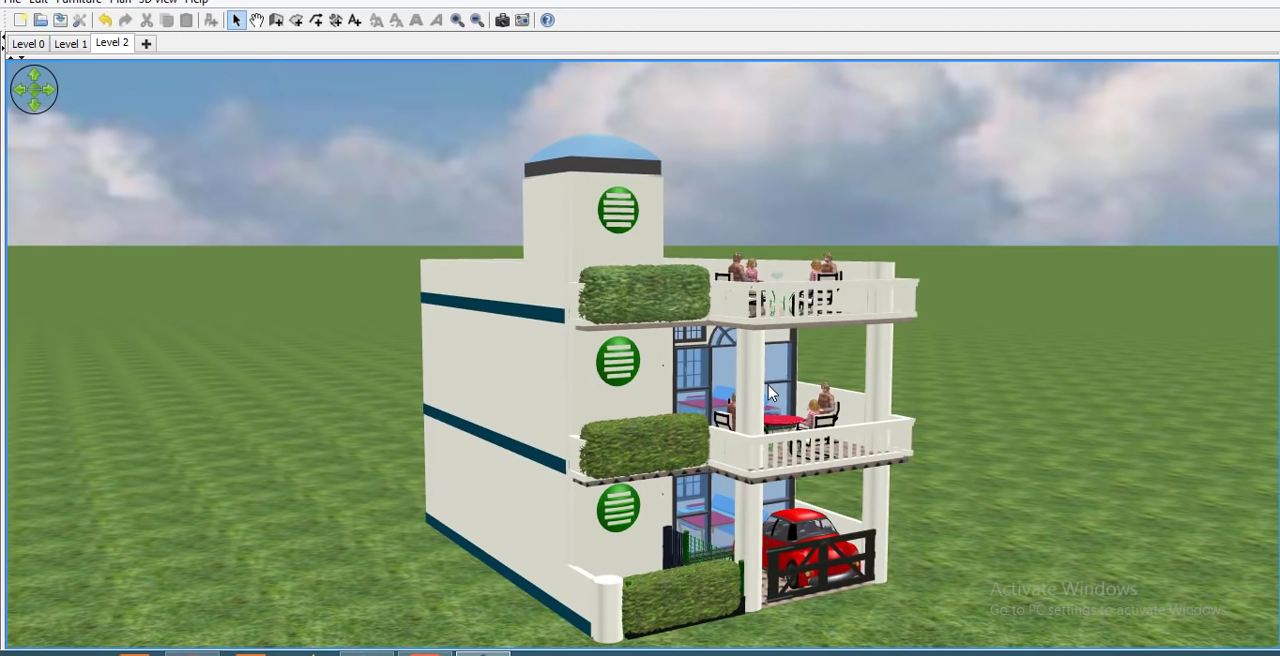 File Edit Furniture Plan 3D view Help
Level 0 Level 1 Level 2
Activate Windows
Go to PC settings to activate Windows.